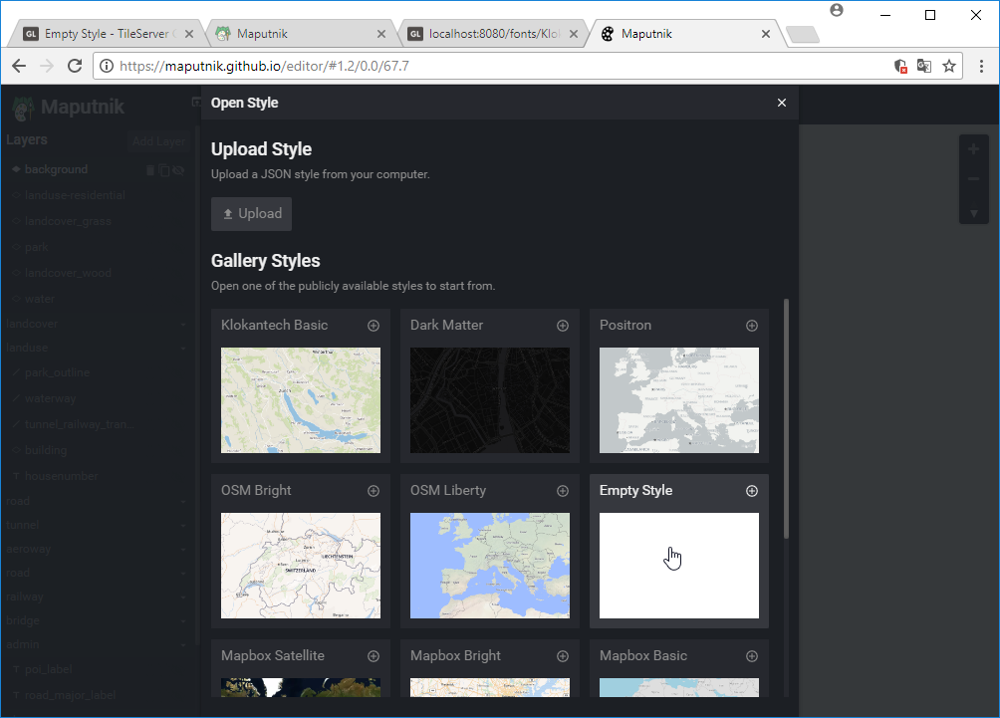 GL Empty Style - TileServer
Maputnik
GL localhost:8080/fonts/Klo
Maputnik
https://maputnik.github.io/editor/#1.2/0.0/67.7
Maputnik
Open Style
Layers
Add Layer
background
landuse-residential
landcover_grass
park
landcover_wood
water
landcover
landuse
park_outline
waterway
tunnel_railway_tran...
building
housenumber
road
tunnel
aeroway
road
railway
bridge
admin
poi_label
road_major_label
Upload Style
Upload a JSON style from your computer.
Upload
Gallery Styles
Open one of the publicly available styles to start from.
Klokantech Basic
Dark Matter
Positron
Winterthur
Zürich
OSM Bright
OSM Liberty
Empty Style
LIECHTENSTEIN
SWITZERLAND
Mapbox Satellite
Mapbox Bright
Mapbox Basic